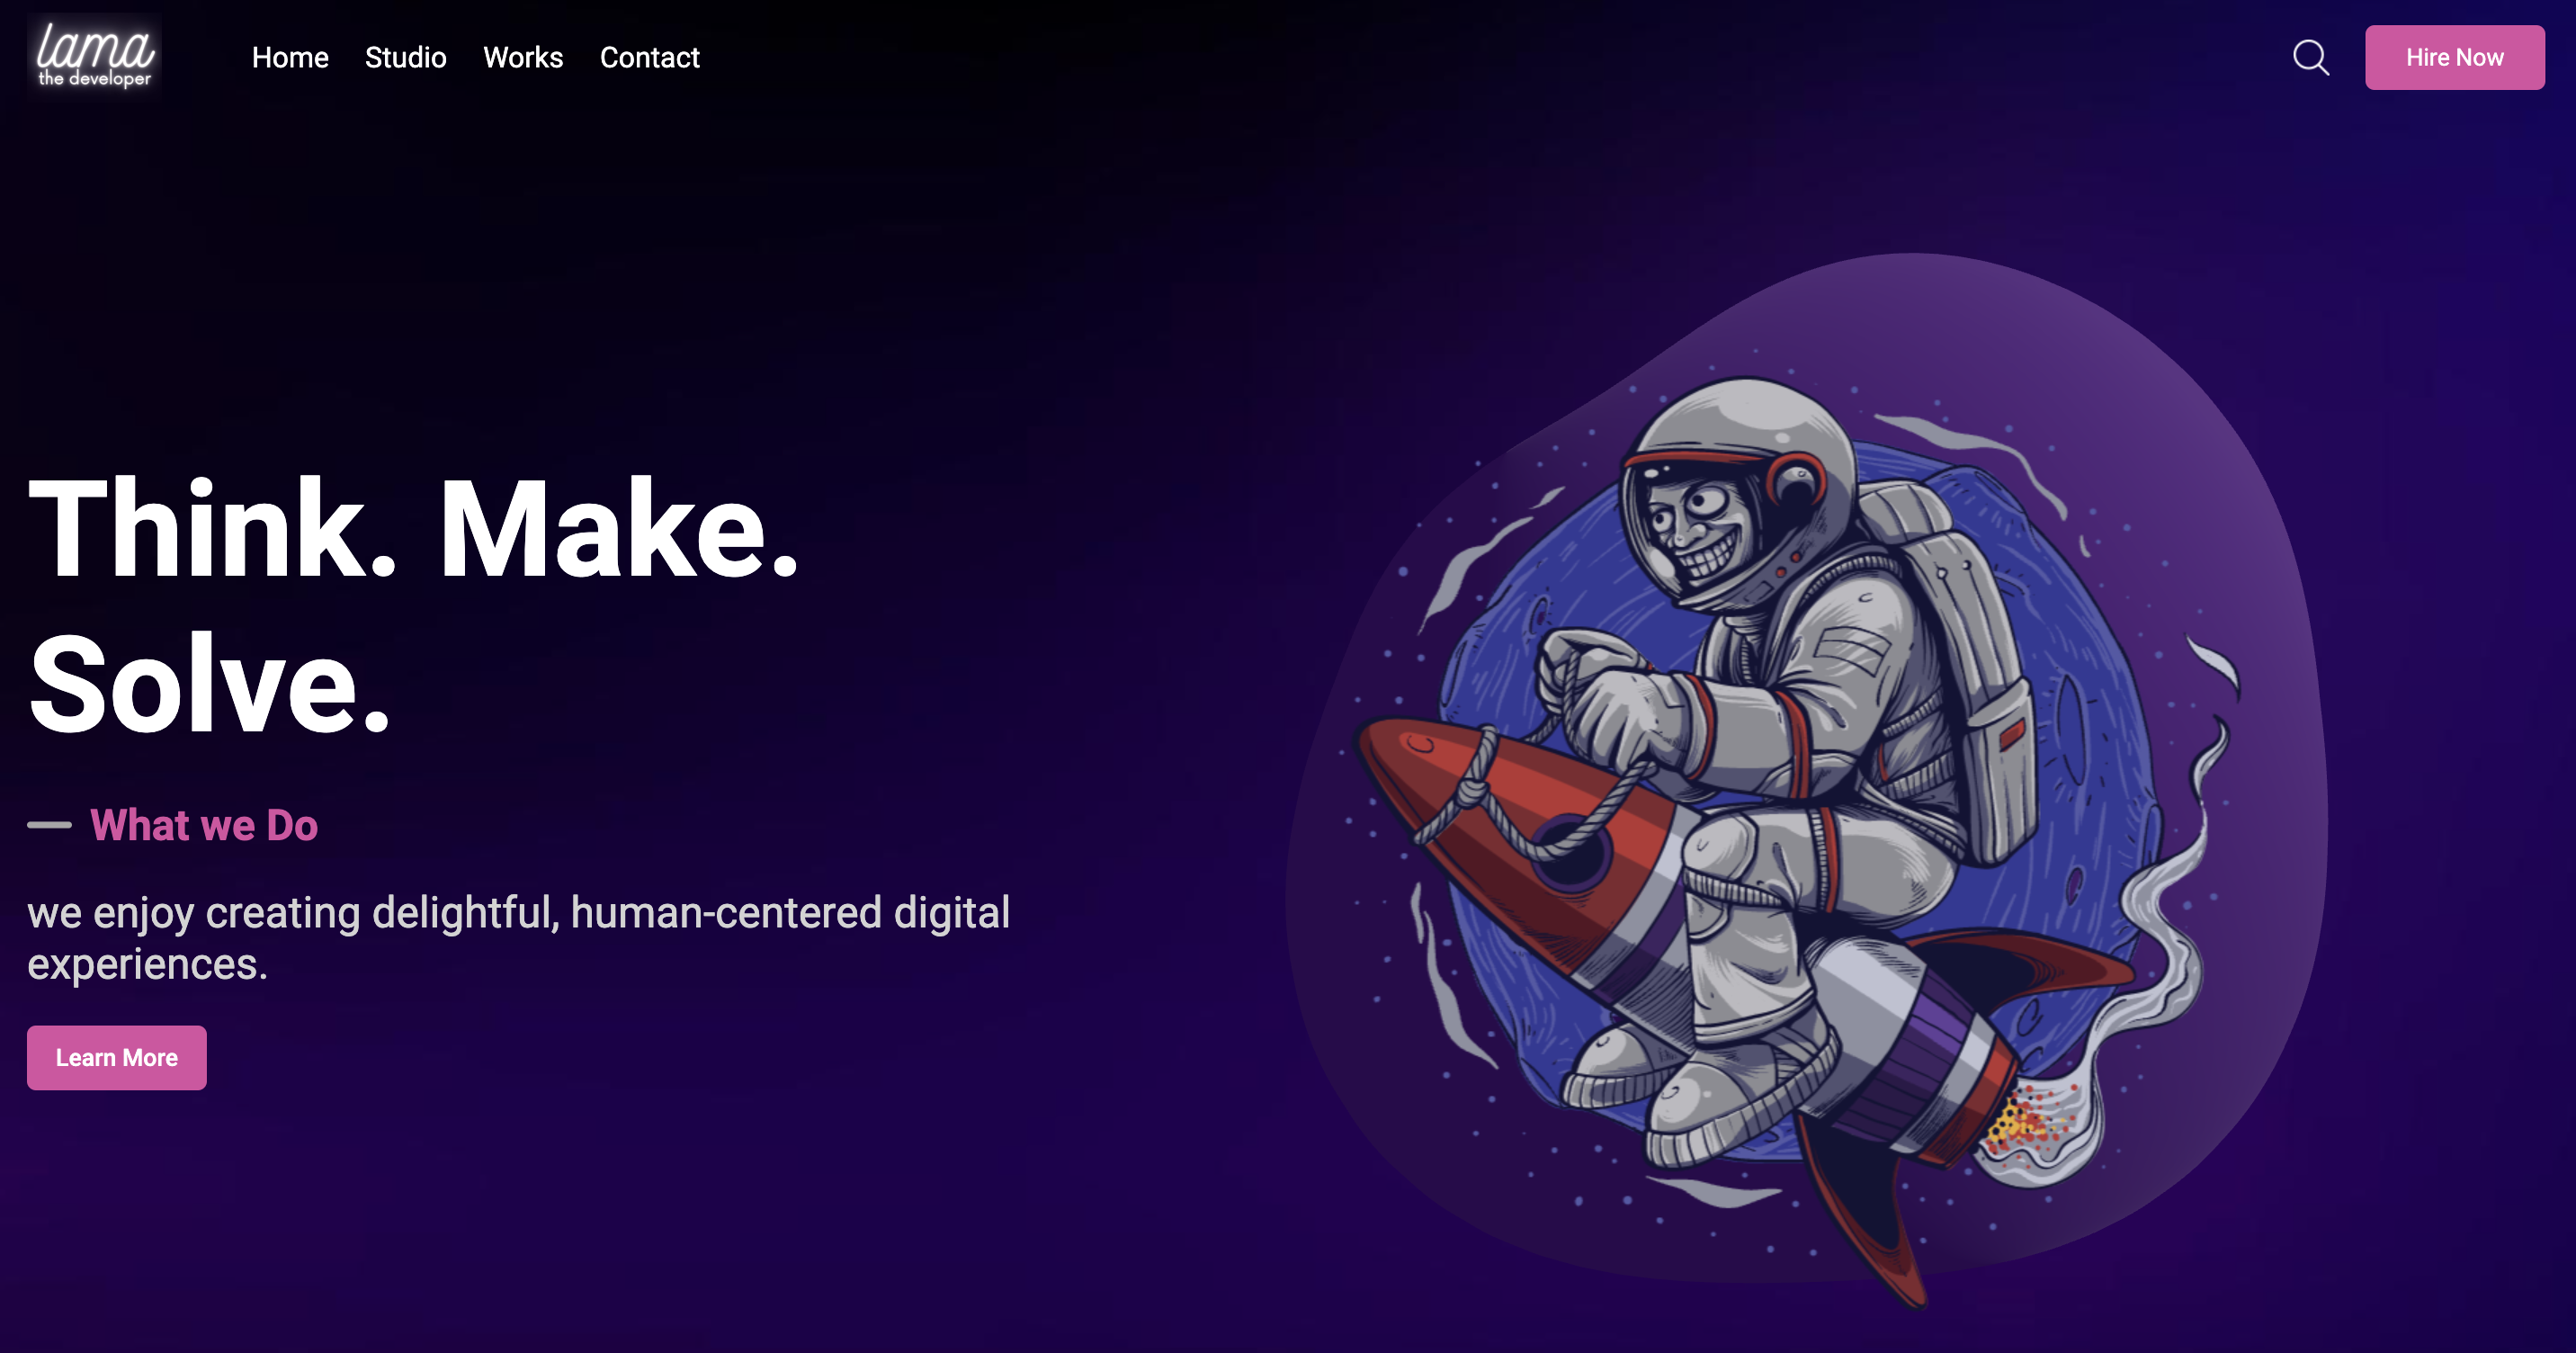 lama
the developer
Home Studio Works Contact
Hire Now
Think. Make.
Solve.
What we Do
we enjoy creating delightful, human-centered digital
experiences.
Learn More